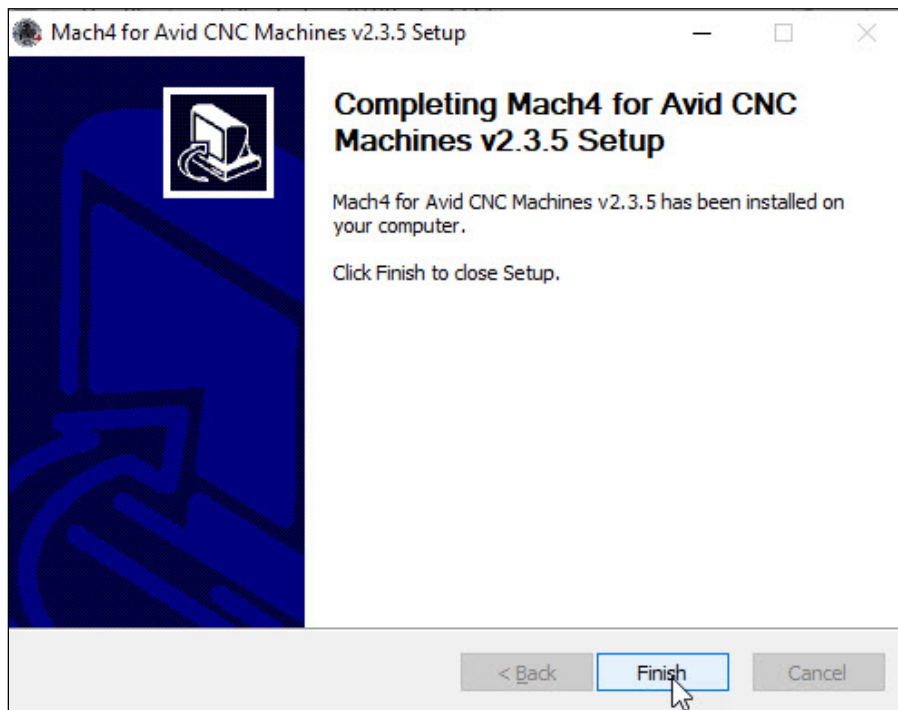 Mach4 for Avid CNC Machines v2.3.5 Setup
Completing Mach4 for Avid CNC
Machines v2.3.5 Setup
Mach4 for Avid CNC Machines v2.3.5 has been installed on
your computer.
Click Finish to close Setup.
< Back Finish Cancel